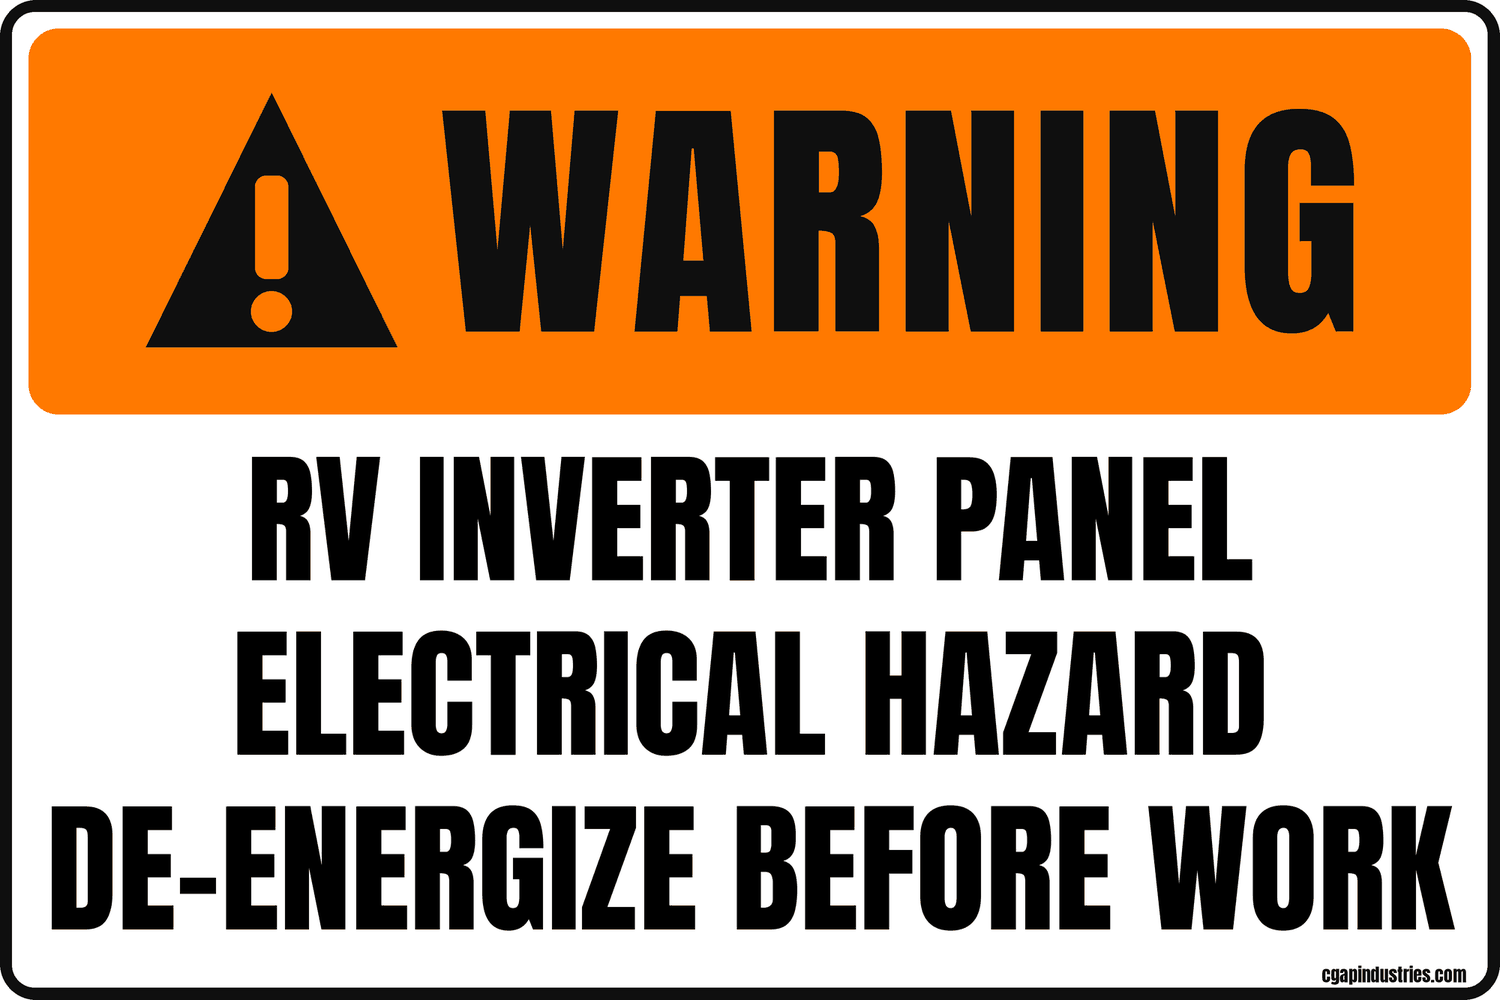 WARNING
RV INVERTER PANEL
ELECTRICAL HAZARD
DE-ENERGIZE BEFORE WORK
cgapindustries.com